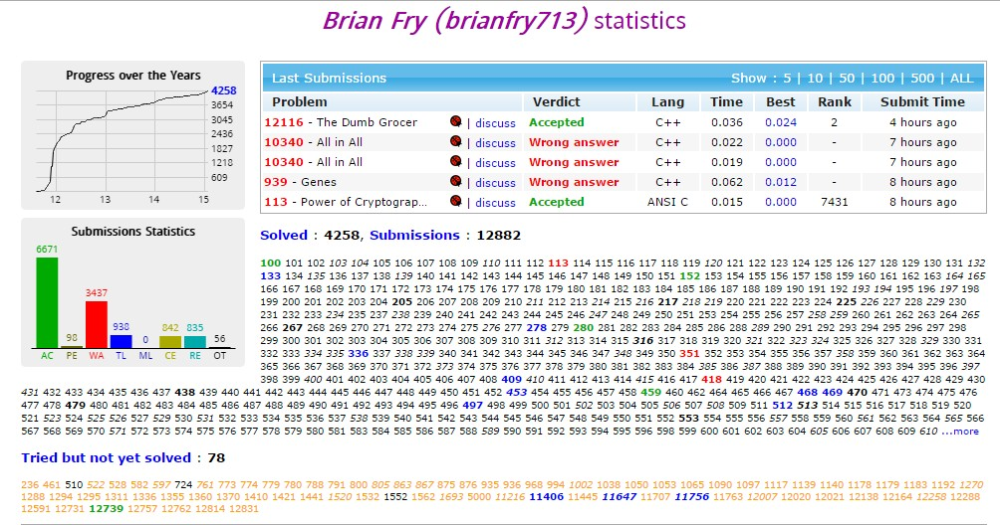 Brian Fry (brianfry713) statistics
Progress over the Years
4258
3654
3045
2436
1827
1218
609
12 13 14 15
Submissions Statistics
6671
98
3437
938
0
842
835
56
AC PE WA TL ML CE RE OT
Last Submissions Show : 5 | 10 | 50 | 100 | 500 | ALL
Problem Verdict Lang Time Best Rank Submit Time
12116 - The Dumb Grocer | discuss Accepted C++ 0.036 0.024 2 4 hours ago
10340 - All in All | discuss Wrong answer C++ 0.022 0.000 - 7 hours ago
10340 - All in All | discuss Wrong answer C++ 0.019 0.000 - 7 hours ago
939 - Genes | discuss Wrong answer C++ 0.062 0.012 - 8 hours ago
113 - Power of Cryptograp... | discuss Accepted ANSI C 0.015 0.000 7431 8 hours ago
Solved : 4258, Submissions : 12882
100 101 102 103 104 105 106 107 108 109 110 111 112 113 114 115 116 117 118 119 120 121 122 123 124 125 126 127 128 129 130 131 132
133 134 135 136 137 138 139 140 141 142 143 144 145 146 147 148 149 150 151 152 153 154 155 156 157 158 159 160 161 162 163 164 165
166 166 167 168 169 170 171 172 173 174 175 176 177 178 179 180 181 182 183 184 185 186 187 188 189 190 191 192 193 194 195 196 197 198
199 200 201 202 203 204 205 206 207 208 209 210 211 212 213 214 215 216 217 218 219 220 221 222 223 224 225 226 227 228 229 230
231 232 233 234 235 237 238 239 240 241 242 243 244 245 246 247 248 249 250 251 252 253 254 255 256 257 258 259 260 261 262 263 264 265
266 267 268 269 270 271 272 273 274 275 276 277 278 279 280 281 282 283 284 285 286 287 288 289 290 291 292 293 294 295 296 297 298
299 300 301 302 303 304 305 306 307 308 309 310 311 312 313 314 315 316 317 318 319 320 321 322 323 324 325 326 327 328 329 330 331
332 333 334 335 336 337 338 339 340 341 342 343 344 345 346 347 348 349 350 351 352 353 354 355 356 357 358 359 360 361 362 363 364
365 366 367 368 369 370 371 372 373 374 375 376 377 378 379 380 381 382 383 384 385 386 387 388 389 390 391 392 393 394 395 396 397
398 399 400 401 402 403 404 405 406 407 408 409 410 411 412 413 414 415 416 417 418 419 420 421 422 423 424 425 426 427 428 429 430
431 432 433 434 435 436 437 438 439 440 441 442 443 444 445 446 447 448 449 450 451 452 453 454 455 456 457 458 459 460 462 464 465 466 467 468 469 470 471 473 474 475 476
477 478 479 480 481 482 483 484 485 486 487 488 489 490 491 492 493 494 495 496 497 498 499 500 501 502 503 504 505 506 507 508 509 511 512 513 514 515 516 517 518 519 520
521 523 524 525 526 527 529 530 531 532 533 534 535 536 537 538 539 540 541 542 543 544 545 546 547 548 549 550 551 552 553 554 555 556 557 558 559 560 561 562 563 564 565 566
567 568 569 570 571 572 573 574 575 576 577 578 579 580 581 583 584 585 586 587 588 589 590 591 592 593 594 595 596 598 599 600 601 602 603 604 605 606 607 608 609 610 ...more
Tried but not yet solved : 78
236 461 510 522 528 582 597 724 761 773 774 779 780 788 791 800 805 863 867 875 876 935 933 946 994 1002 1038 1050 1053 1065 1090 1097 1117 1139 1140 1178 1179 1183 1192 1270
1288 1294 1295 1311 1336 1355 1360 1370 1410 1421 1441 1520 1532 1552 1562 1693 5000 11216 11406 11445 11647 11707 11756 11763 12007 12020 12021 12138 12164 12258 12288
12591 12731 12739 12757 12762 12814 12831